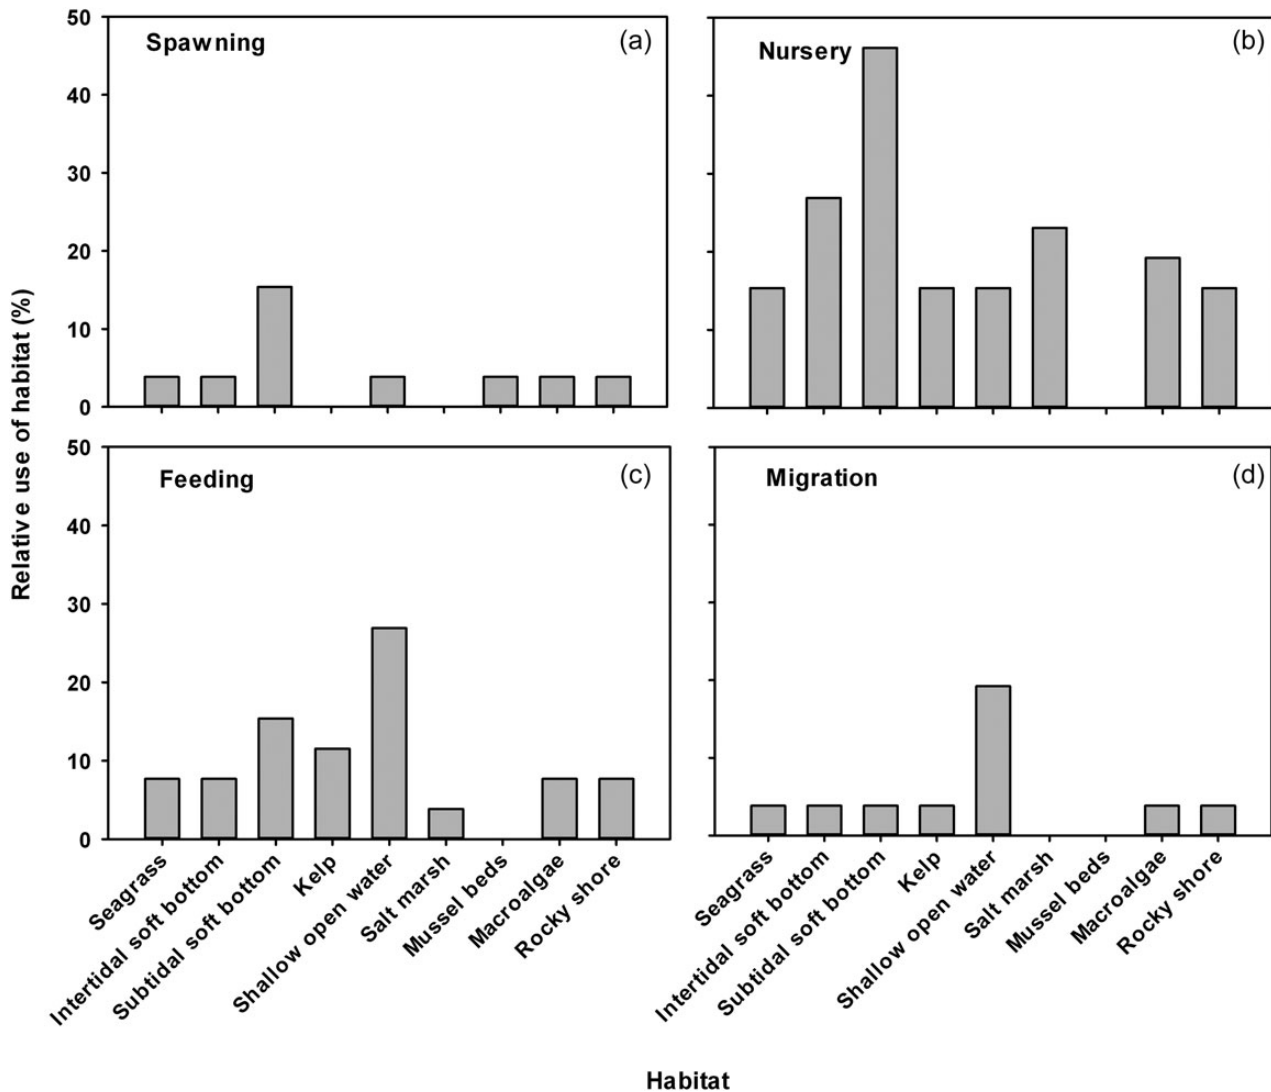 Spawning
(a)
50
40
30
20
10
0
Nursery
(b)
Relative use of habitat (%)
Feeding
(c)
50
40
30
20
10
0
Migration
(d)
Seagrass
Intertidal soft bottom
Subtidal soft bottom
Kelp
Shallow open water
Salt marsh
Mussel beds
Macroalgae
Rocky shore
Seagrass
Intertidal soft bottom
Subtidal soft bottom
Kelp
Shallow open water
Salt marsh
Mussel beds
Macroalgae
Rocky shore
Habitat